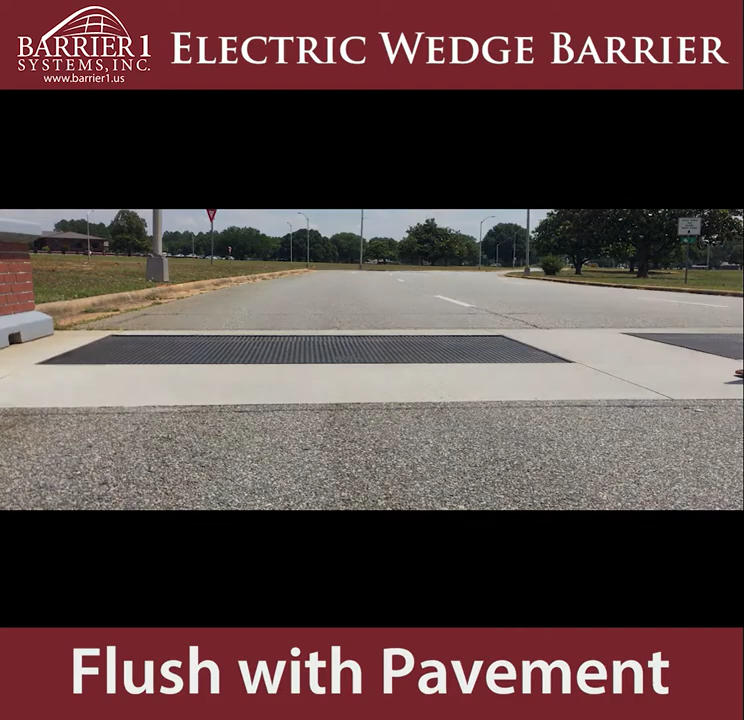 BARRIER1
SYSTEMS, INC.
www.barrier1.us
ELECTRIC WEDGE BARRIER
Flush with Pavement